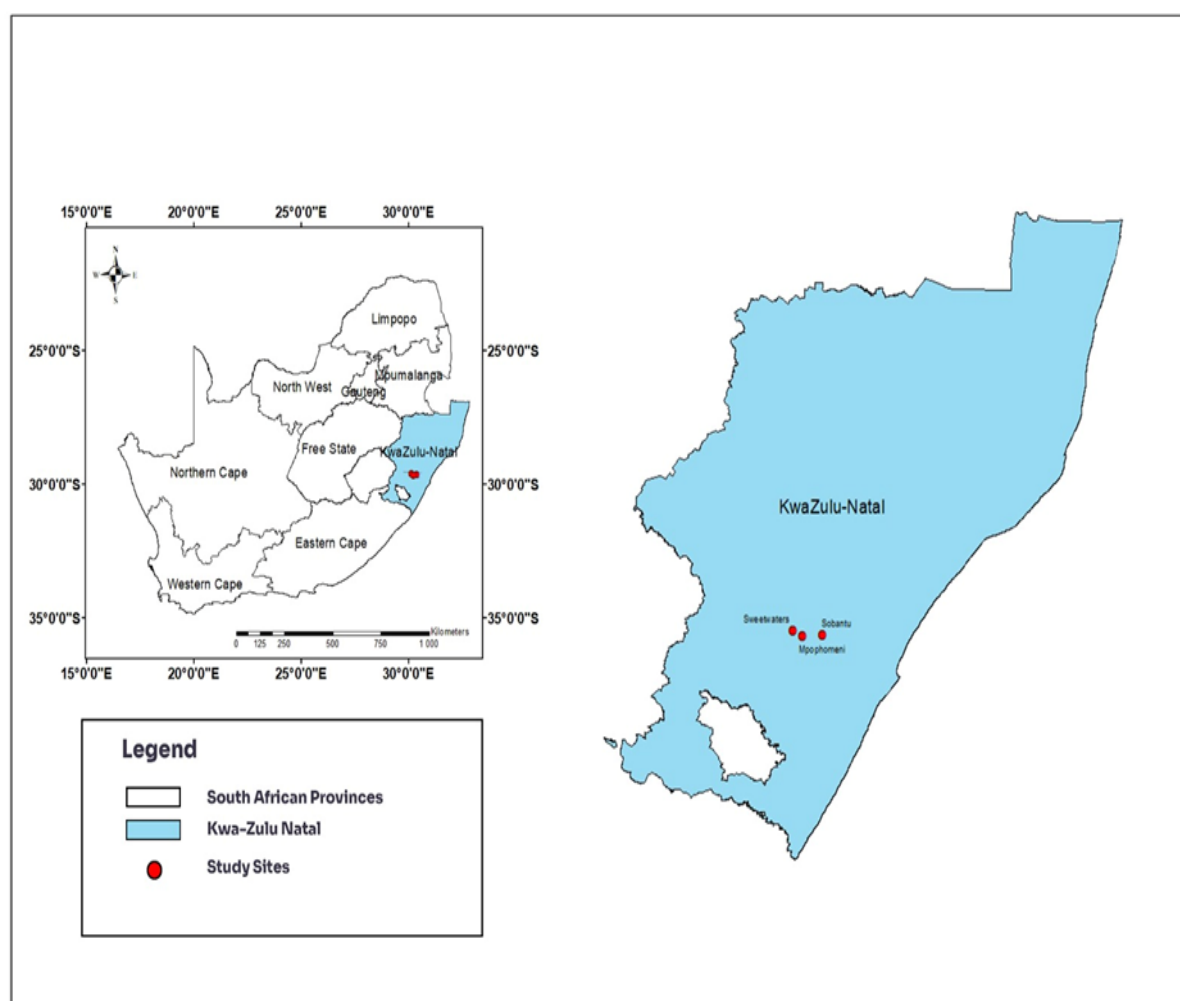 15°0'0"E 20°0'0"E 25°0'0"E 30°0'0"E
N
W E
S
Limpopo
25°0'0"S 25°0'0"S
Mpumalanga
North West
Gauteng
Free State
KwaZulu-Natal
Northern Cape
30°0'0"S 30°0'0"S
Eastern Cape
Western Cape
35°0'0"S 35°0'0"S
Kilometers
0 125 250 500 750 1 000
15°0'0"E 20°0'0"E 25°0'0"E 30°0'0"E
Legend
South African Provinces
Kwa-Zulu Natal
Study Sites
KwaZulu-Natal
Sweetwaters
Sobantu
Mpophomeni